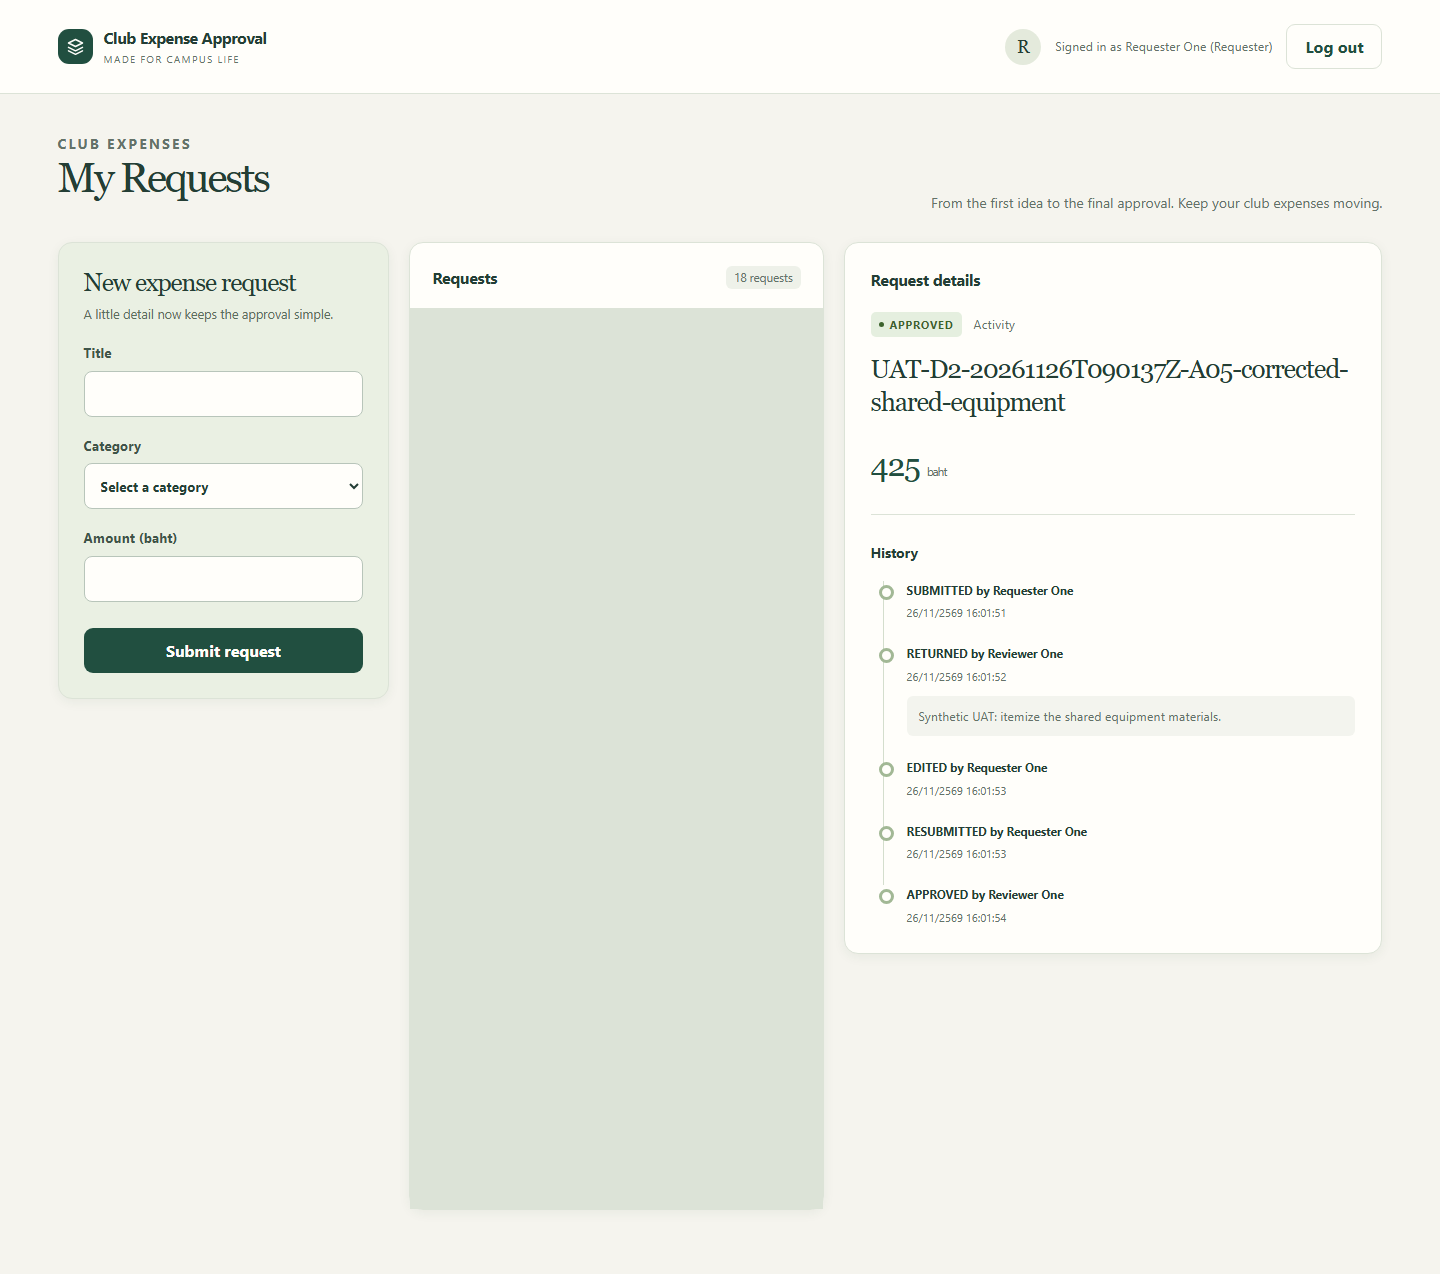 Club Expense Approval
MADE FOR CAMPUS LIFE
R
Signed in as Requester One (Requester)
Log out
CLUB EXPENSES
My Requests
From the first idea to the final approval. Keep your club expenses moving.
New expense request
A little detail now keeps the approval simple.
Title
Category
Select a category
Amount (baht)
Submit request
Requests
18 requests
Request details
APPROVED
Activity
UAT-D2-20261126T090137Z-A05-corrected-
shared-equipment
425 baht
History
SUBMITTED by Requester One
26/11/2569 16:01:51
RETURNED by Reviewer One
26/11/2569 16:01:52
Synthetic UAT: itemize the shared equipment materials.
EDITED by Requester One
26/11/2569 16:01:53
RESUBMITTED by Requester One
26/11/2569 16:01:53
APPROVED by Reviewer One
26/11/2569 16:01:54